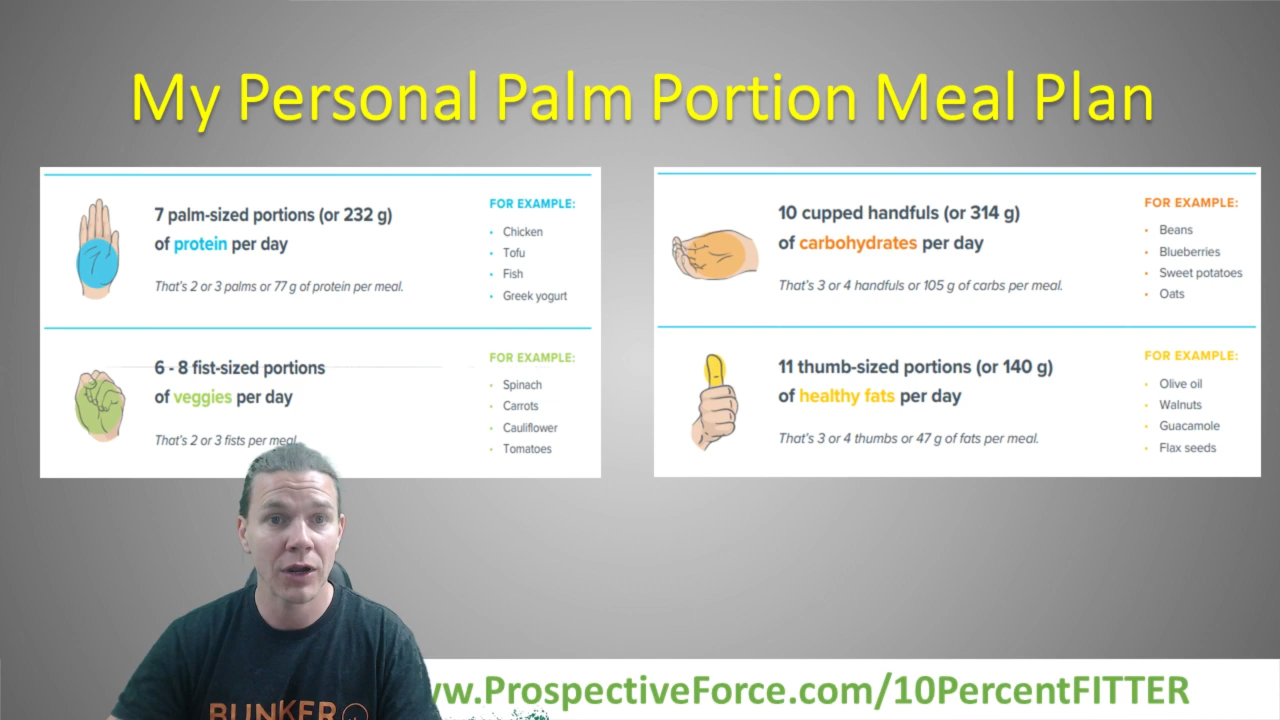 My Personal Palm Portion Meal Plan
7 palm-sized portions (or 232 g)
of protein per day
That's 2 or 3 palms or 77 g of protein per meal.
FOR EXAMPLE:
• Chicken
• Tofu
• Fish
• Greek yogurt
6 - 8 fist-sized portions
of veggies per day
That's 2 or 3 fists per meal
FOR EXAMPLE:
• Spinach
• Carrots
• Cauliflower
• Tomatoes
10 cupped handfuls (or 314 g)
of carbohydrates per day
That's 3 or 4 handfuls or 105 g of carbs per meal.
FOR EXAMPLE:
• Beans
• Blueberries
• Sweet potatoes
• Oats
11 thumb-sized portions (or 140 g)
of healthy fats per day
That's 3 or 4 thumbs or 47 g of fats per meal.
FOR EXAMPLE:
• Olive oil
• Walnuts
• Guacamole
• Flax seeds
BUNKER
w.ProspectiveForce.com/10PercentFITTER